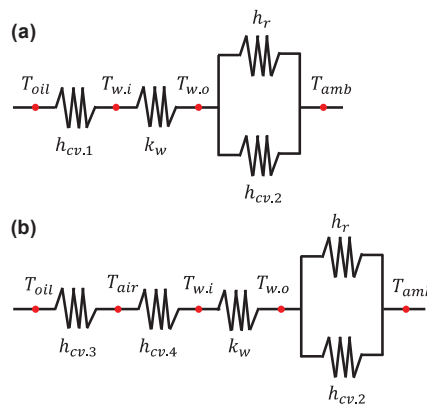 (a)
h_r
T_oil T_w.i T_w.o T_amb
h_cv.1 k_w
h_cv.2
(b)
h_r
T_oil T_air T_w.i T_w.o T_amb
h_cv.3 h_cv.4 k_w
h_cv.2